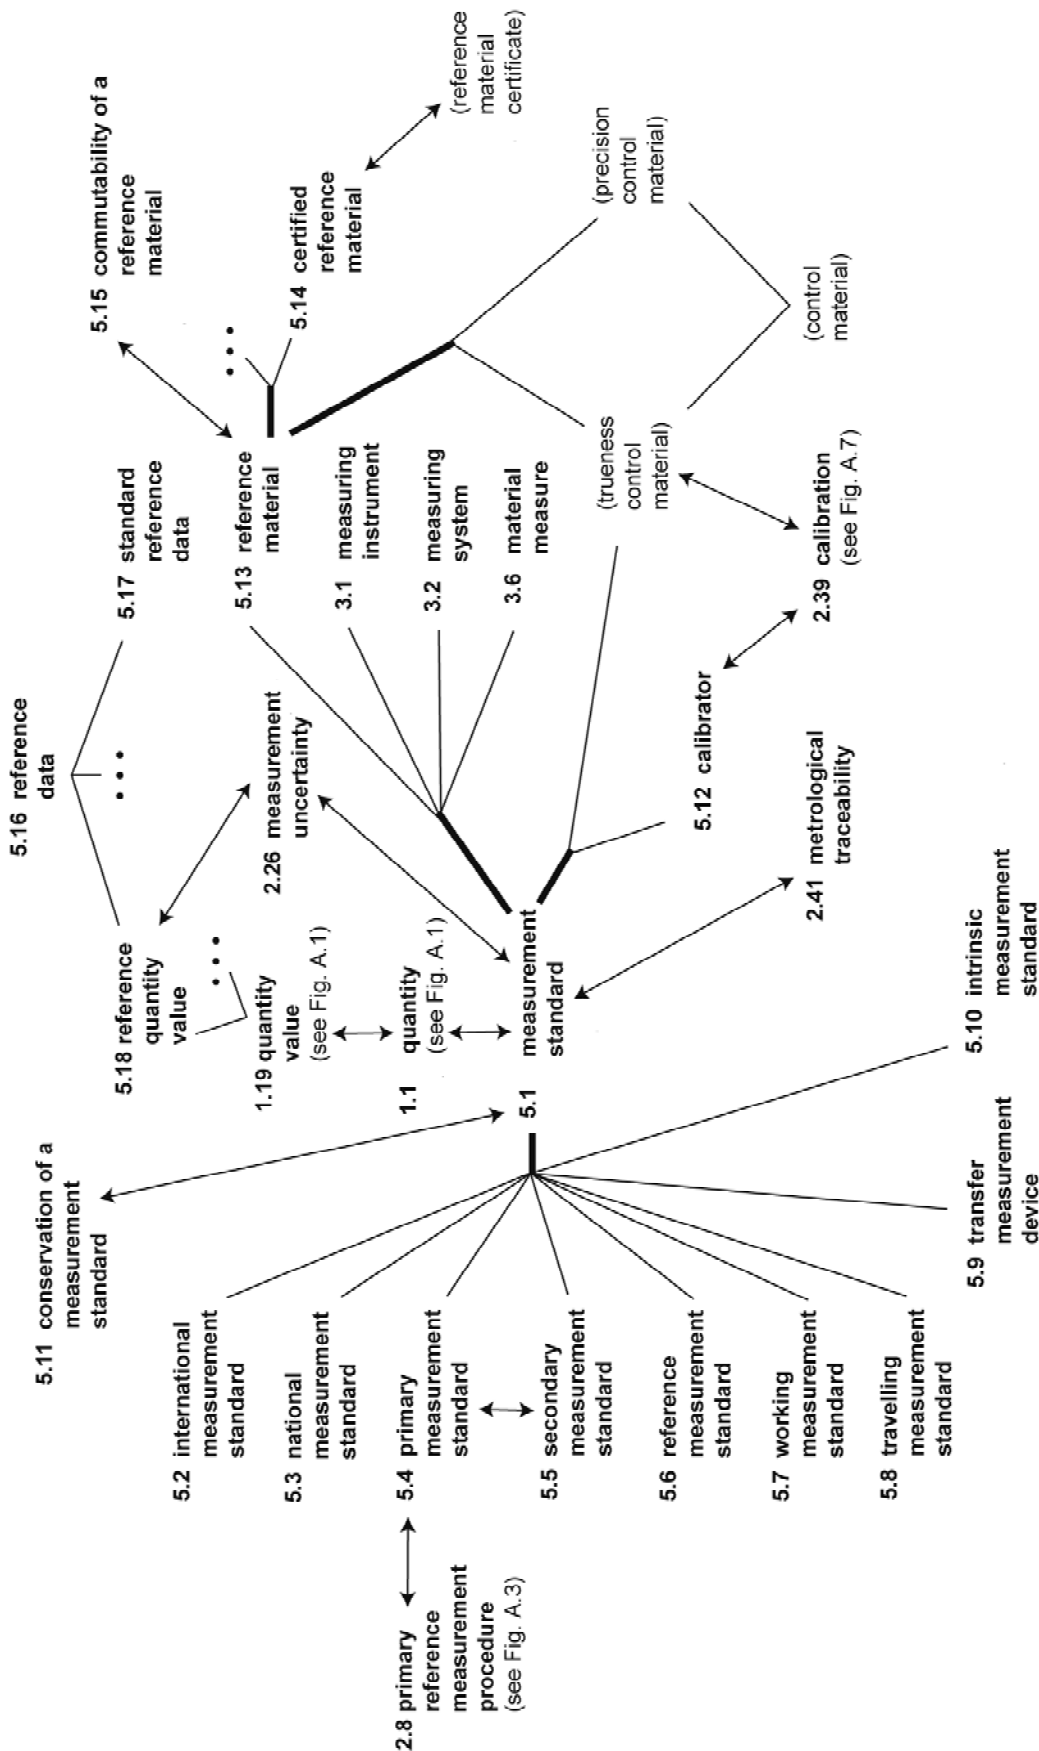 5.16 reference
data
5.18 reference
quantity
value
• • •
5.17 standard
reference
data
5.15 commutability of a
reference
material
5.11 conservation of a
measurement
standard
1.19 quantity
value
(see Fig. A.1)
• • •
2.26 measurement
uncertainty
5.13 reference
material
• • •
5.14 certified
reference
material
(reference
material
certificate)
5.2 international
measurement
standard
5.3 national
measurement
standard
1.1 quantity
(see Fig. A.1)
3.1 measuring
instrument
3.2 measuring
system
3.6 material
measure
2.8 primary
reference
measurement
procedure
(see Fig. A.3)
5.4 primary
measurement
standard
5.1 measurement
standard
5.5 secondary
measurement
standard
(trueness
control
material)
(precision
control
material)
5.6 reference
measurement
standard
5.12 calibrator
5.7 working
measurement
standard
2.41 metrological
traceability
2.39 calibration
(see Fig. A.7)
(control
material)
5.8 travelling
measurement
standard
5.9 transfer
measurement
device
5.10 intrinsic
measurement
standard